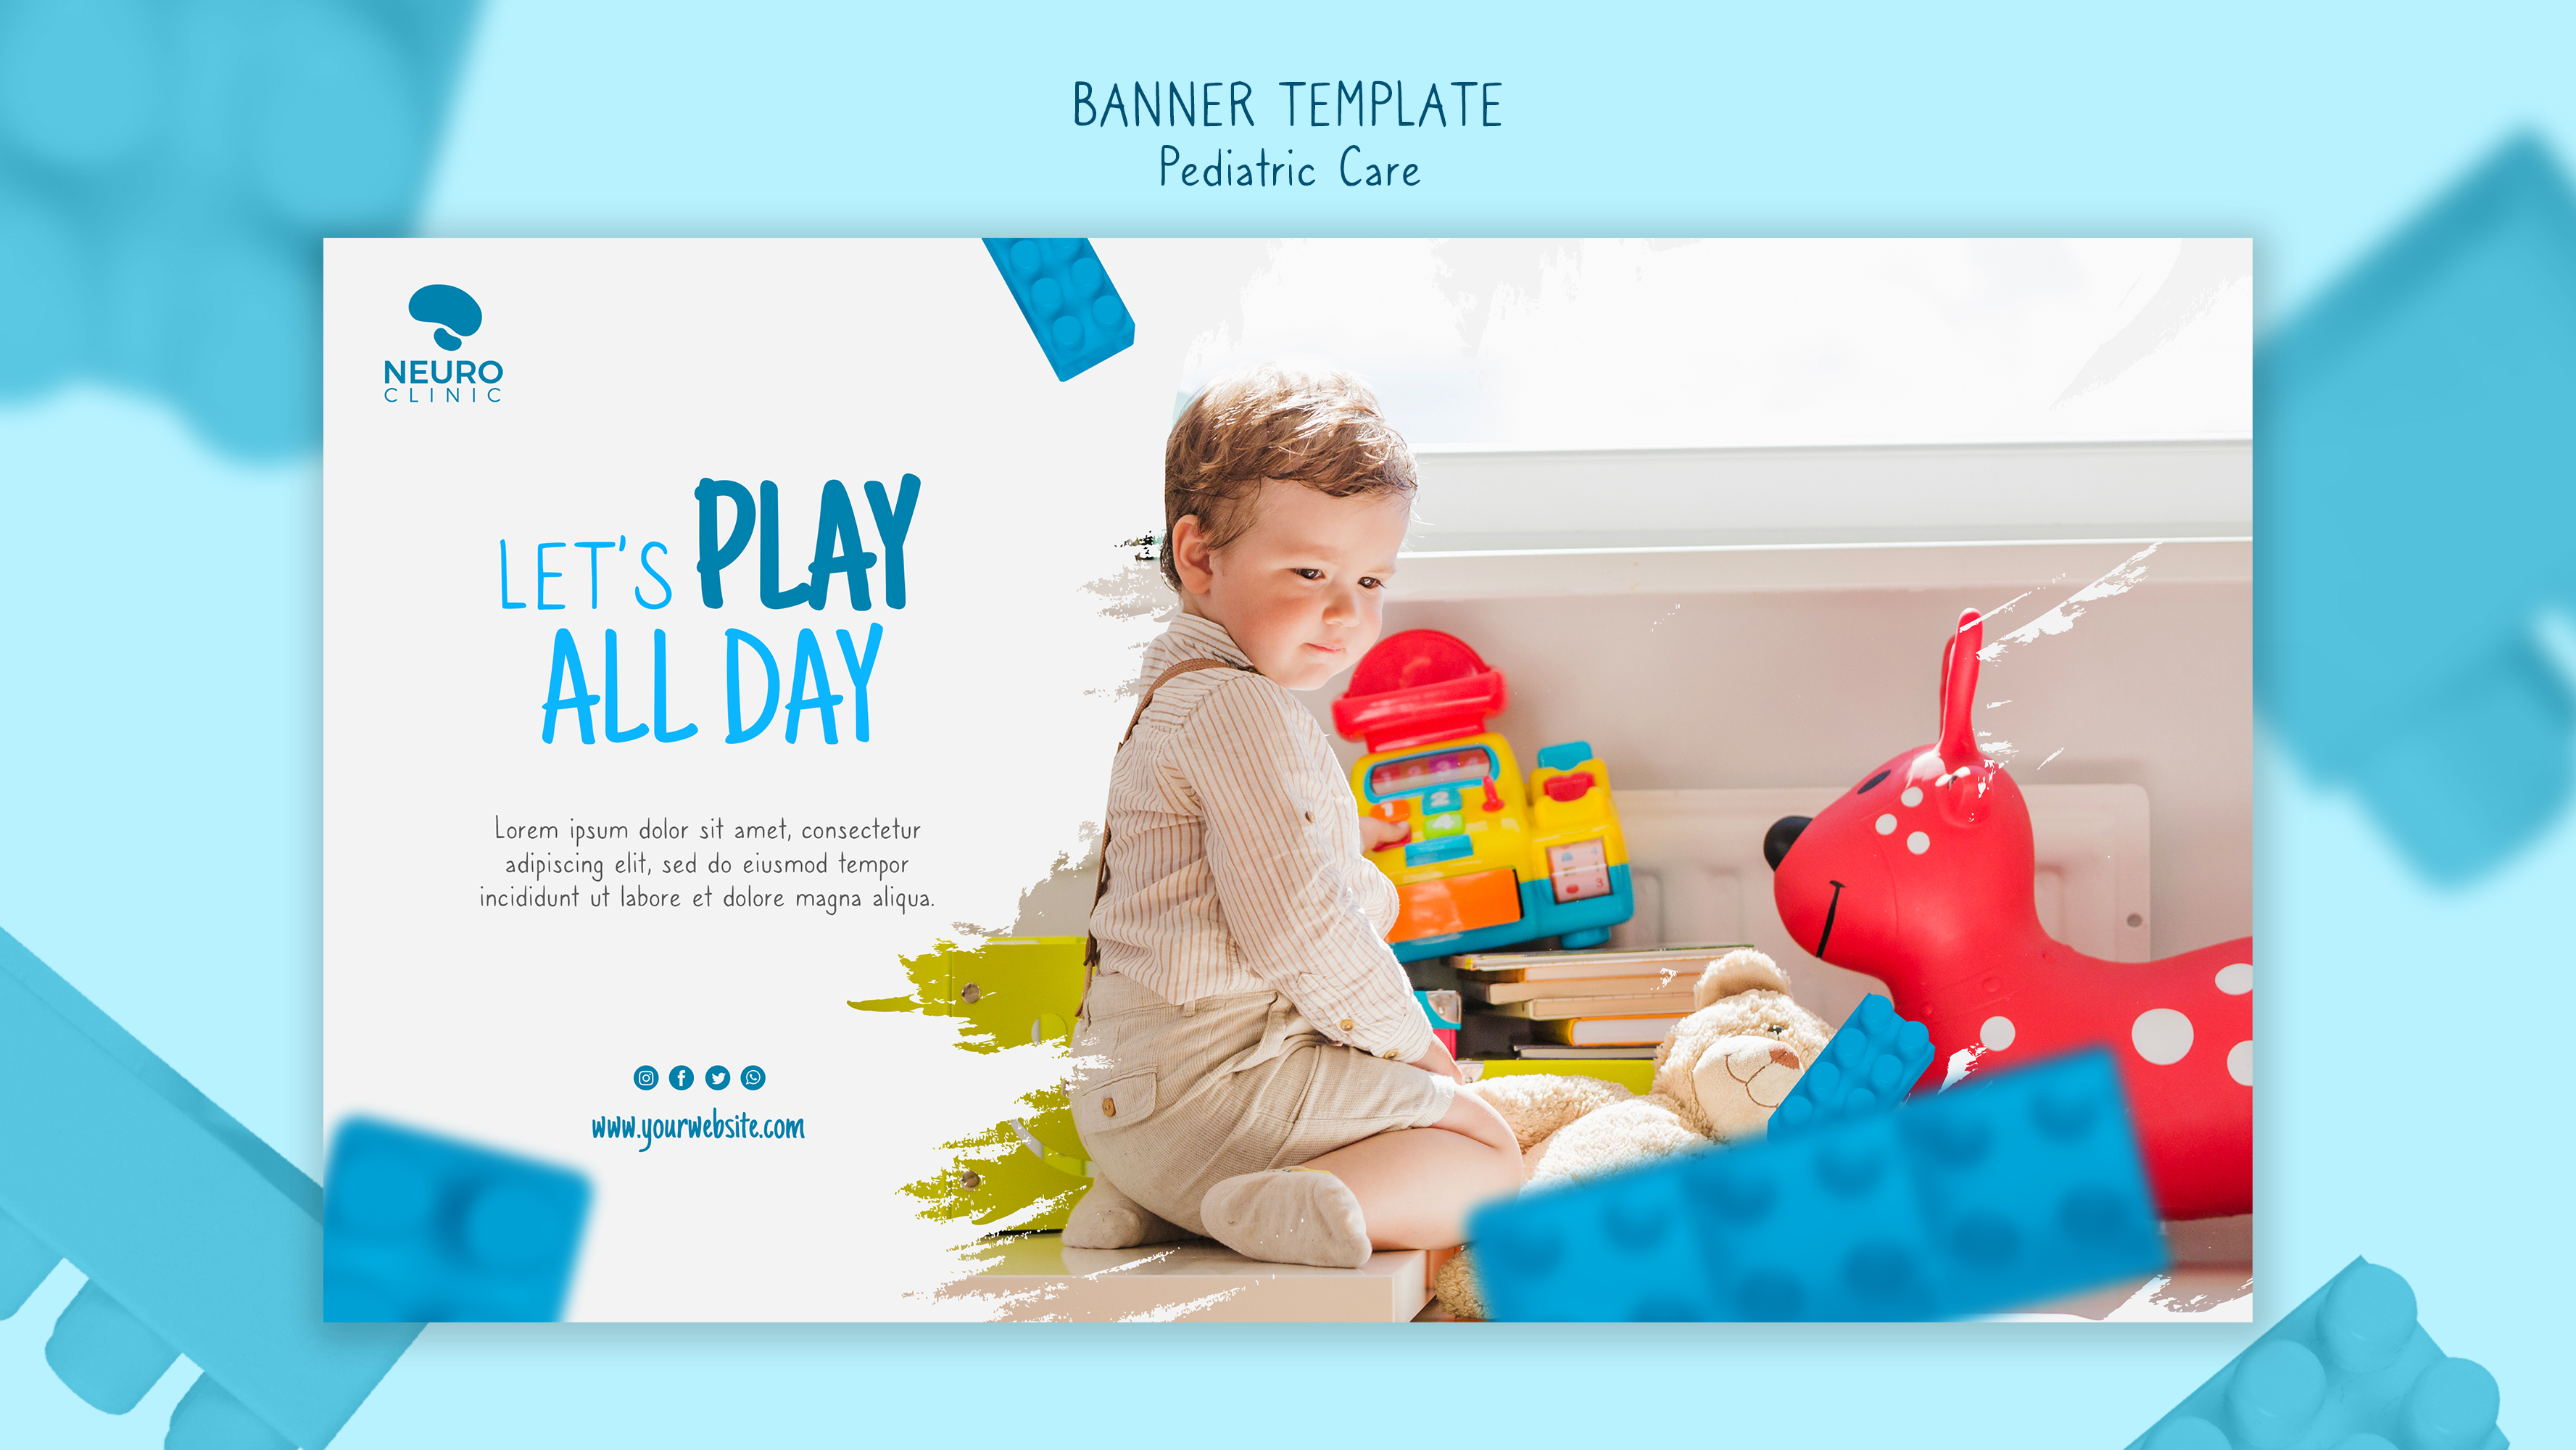 BANNER TEMPLATE
Pediatric Care
NEURO
CLINIC
LET'S PLAY
ALL DAY
Lorem ipsum dolor sit amet, consectetur
adipiscing elit, sed do eiusmod tempor
incididunt ut labore et dolore magna aliqua.
www.yourwebsite.com